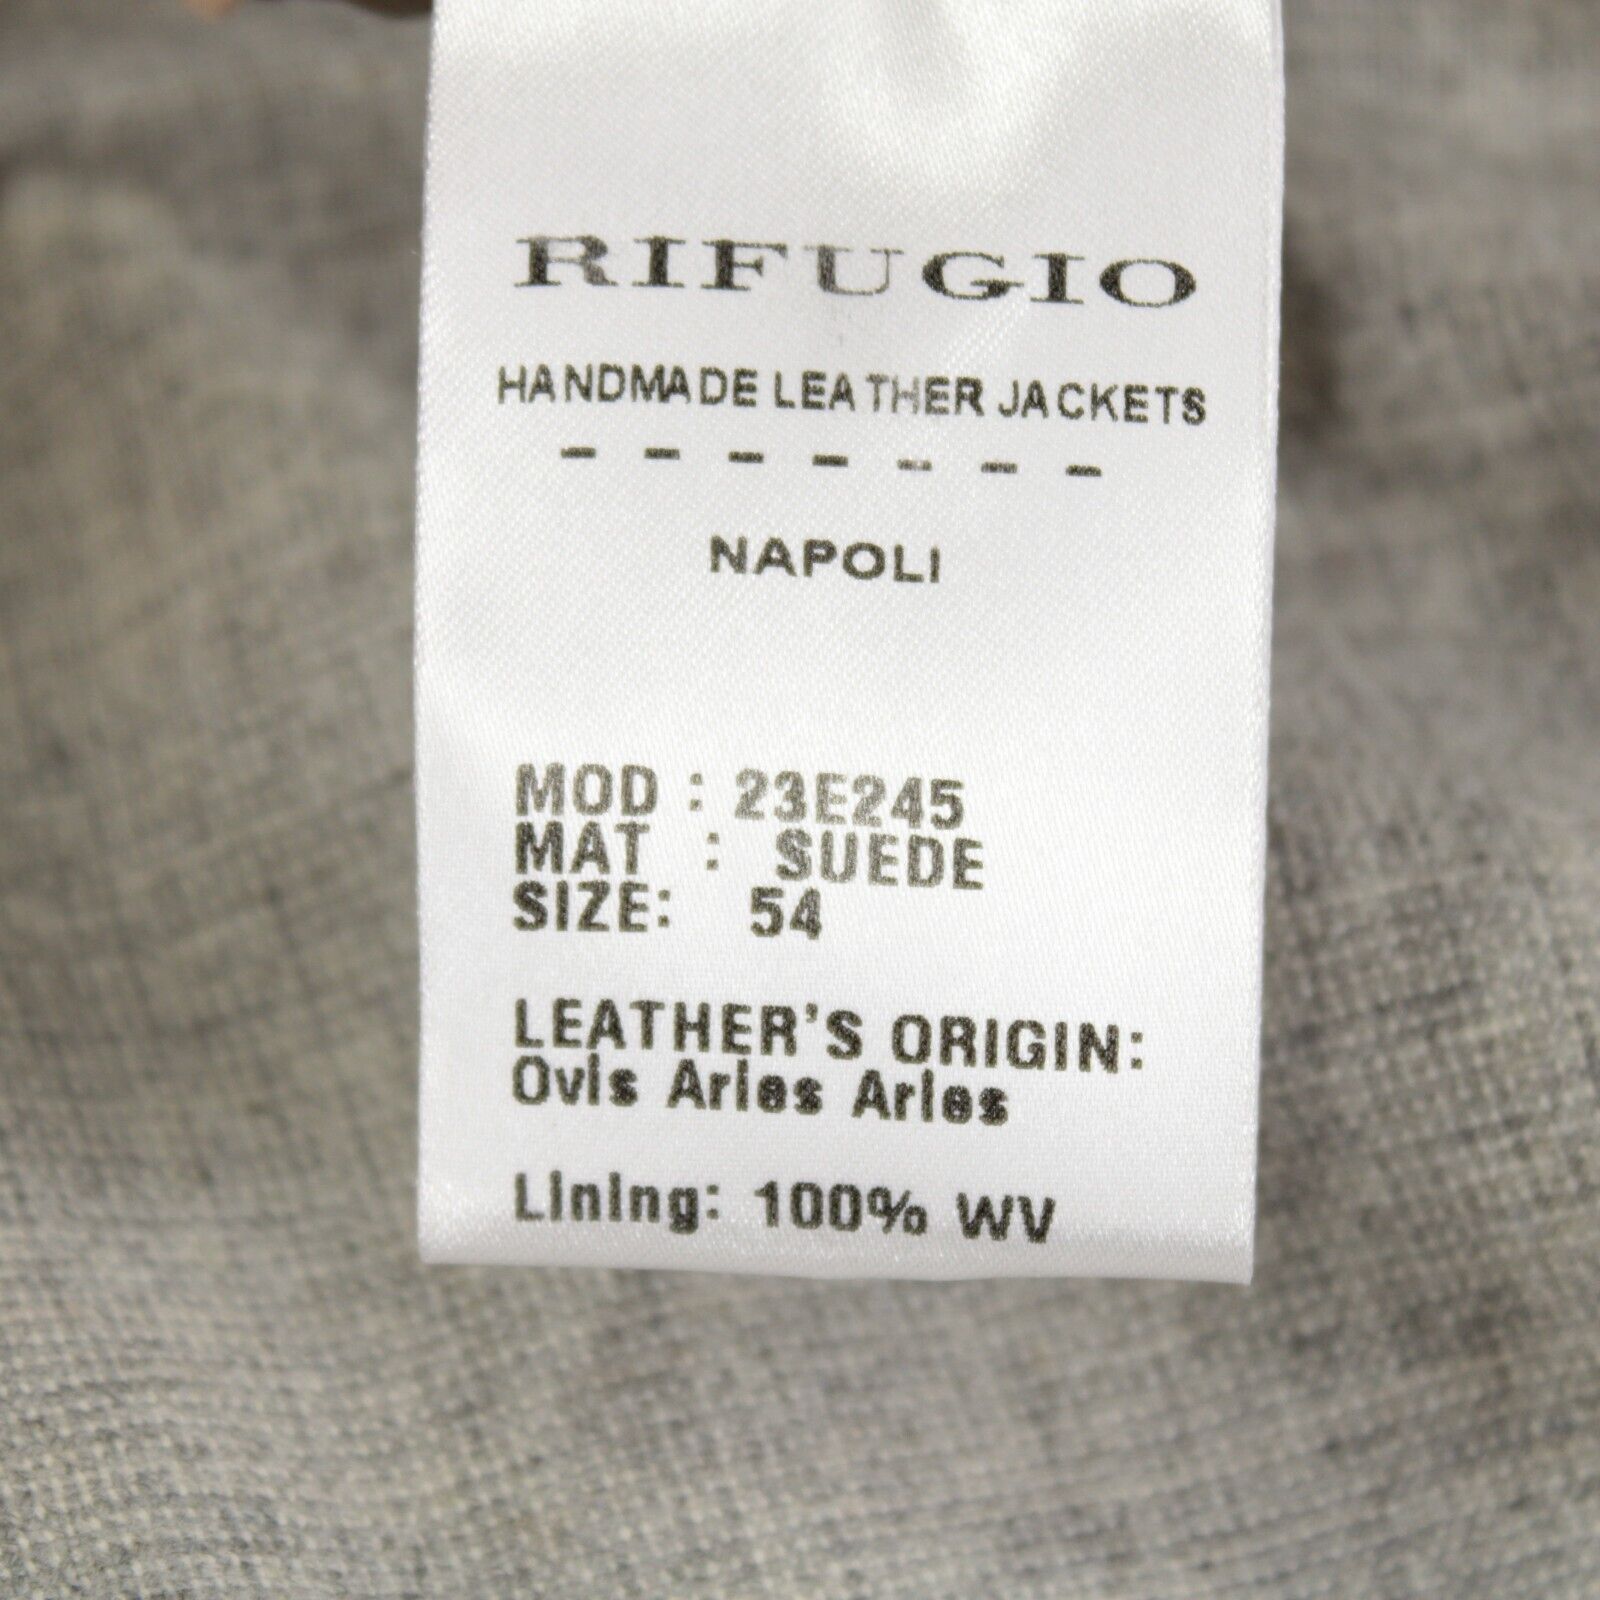 RIFUGIO
HANDMADE LEATHER JACKETS
- - - - - - -
NAPOLI
MOD : 23E245
MAT : SUEDE
SIZE: 54
LEATHER'S ORIGIN:
Ovis Aries Aries
Lining: 100% WV